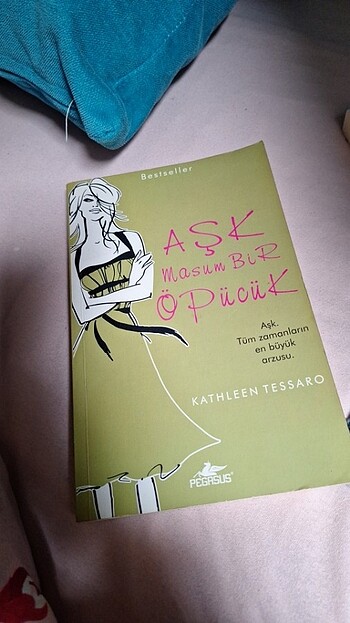 Bestseller
AŞK
Masum BiR
ÖPÜCÜK
Aşk.
Tüm zamanların
en büyük
arzusu.
KATHLEEN TESSARO
PEGASUS